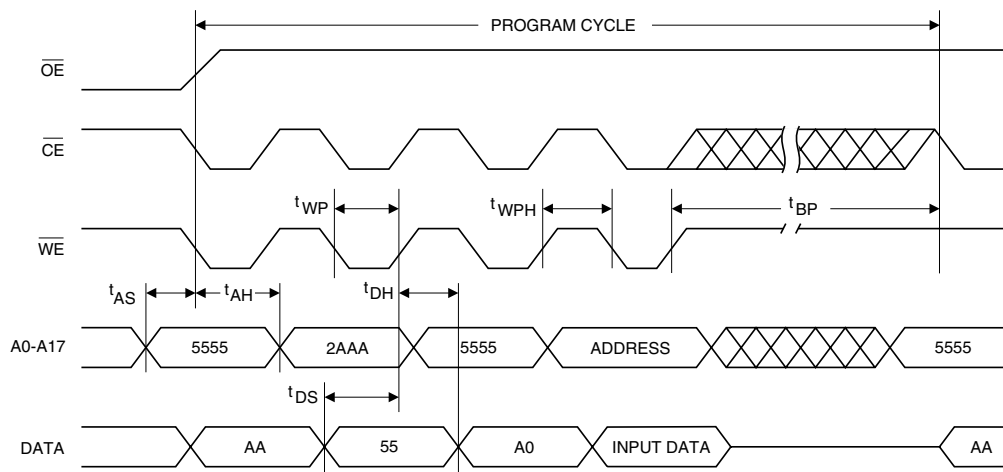 PROGRAM CYCLE
OE
CE
tWP
tWPH
tBP
WE
tAS
tAH
tDH
A0-A17
5555
2AAA
5555
ADDRESS
5555
tDS
DATA
AA
55
A0
INPUT DATA
AA